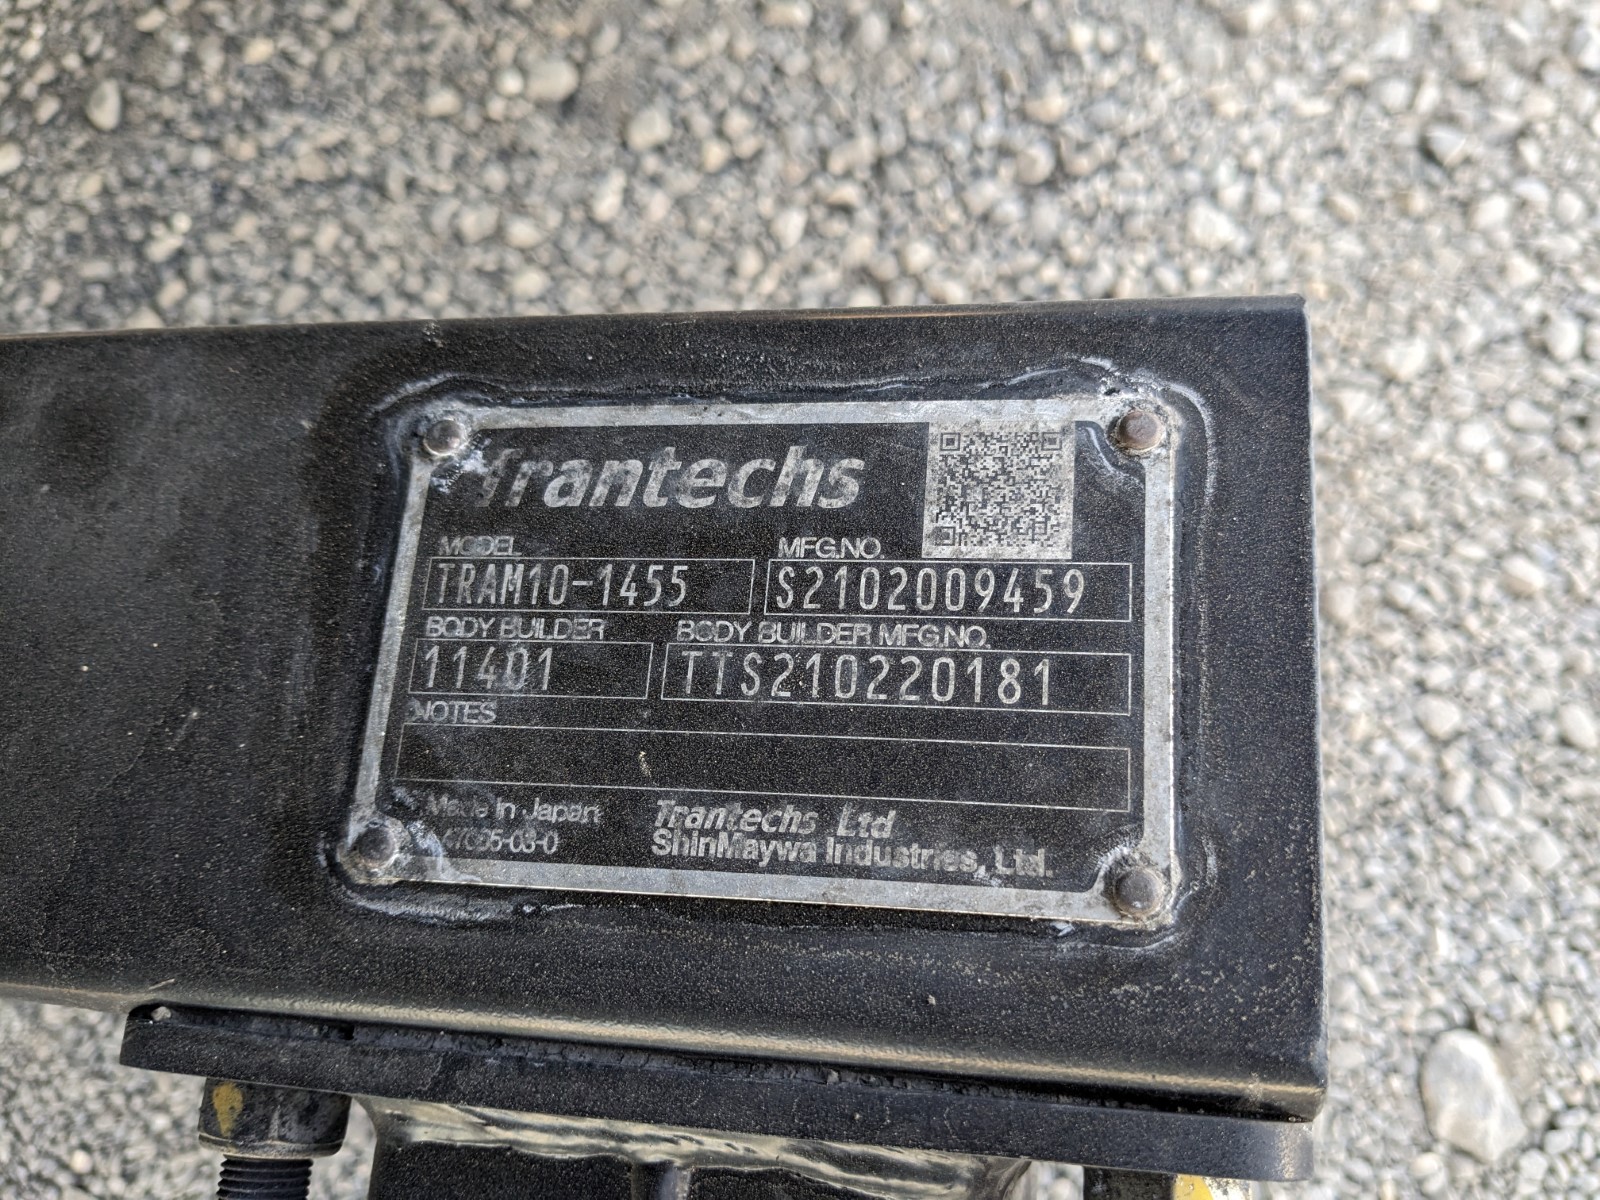 Trantechs
MODEL MFG.NO.
TRAM10-1455 S2102009459
BODY BUILDER BODY BUILDER MFG.NO.
11401 TTS210220181
NOTES
Made in Japan Trantechs Ltd
ShinMaywa Industries, Ltd.